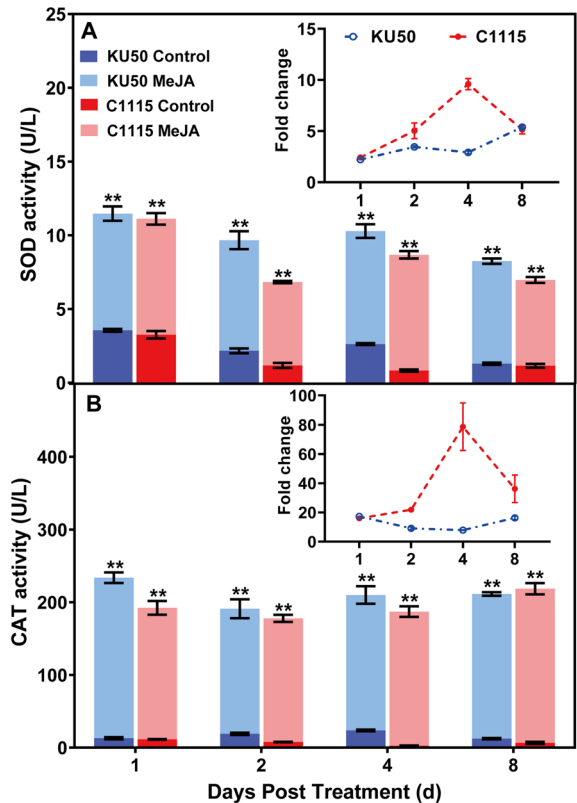 A
25
20
15
10
5
0
SOD activity (U/L)
KU50 Control
KU50 MeJA
C1115 Control
C1115 MeJA
KU50 C1115
Fold change
15
10
5
0
1 2 4 8
** ** ** ** ** ** ** **
B
400
300
200
100
0
CAT activity (U/L)
Fold change
100
80
60
40
20
0
1 2 4 8
** ** ** ** ** ** ** **
1 2 4 8
Days Post Treatment (d)